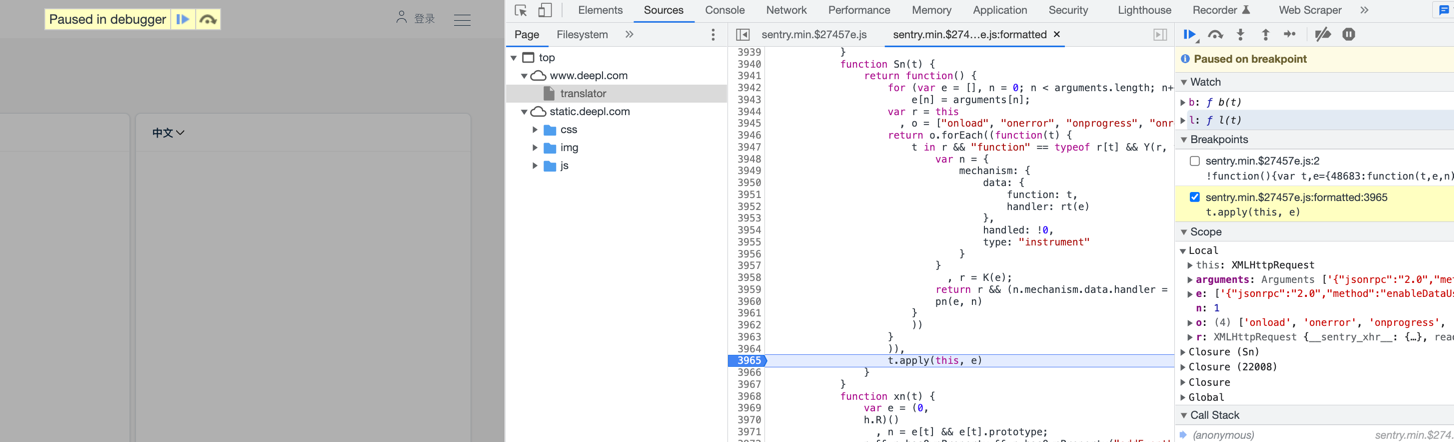 Paused in debugger
登录
中文
Elements Sources Console Network Performance Memory Application Security Lighthouse Recorder Web Scraper »
Page Filesystem »
top
www.deepl.com
translator
static.deepl.com
css
img
js
sentry.min.$27457e.js sentry.min.$274...e.js:formatted ×
3939 }
3940 function Sn(t) {
3941 return function() {
3942 for (var e = [], n = 0; n < arguments.length; n+
3943 e[n] = arguments[n];
3944 var r = this
3945 , o = ["onload", "onerror", "onprogress", "onr
3946 return o.forEach((function(t) {
3947 t in r && "function" == typeof r[t] && Y(r,
3948 var n = {
3949 mechanism: {
3950 data: {
3951 function: t,
3952 handler: rt(e)
3953 },
3954 handled: !0,
3955 type: "instrument"
3956 }
3957 }
3958 , r = K(e);
3959 return r && (n.mechanism.data.handler =
3960 pn(e, n)
3961 }
3962 ))
3963 }
3964 )),
3965 t.apply(this, e)
3966 }
3967 }
3968 function xn(t) {
3969 var e = (0,
3970 h.R)()
3971 , n = e[t] && e[t].prototype;
Paused on breakpoint
Watch
b: ƒ b(t)
l: ƒ l(t)
Breakpoints
sentry.min.$27457e.js:2
!function(){var t,e={48683:function(t,e,n)
sentry.min.$27457e.js:formatted:3965
t.apply(this, e)
Scope
Local
this: XMLHttpRequest
arguments: Arguments ['{"jsonrpc":"2.0","met
e: ['{"jsonrpc":"2.0","method":"enableDataUs
n: 1
o: (4) ['onload', 'onerror', 'onprogress',
r: XMLHttpRequest {__sentry_xhr__: {…}, read
Closure (Sn)
Closure (22008)
Closure
Global
Call Stack
(anonymous) sentry.min.$274